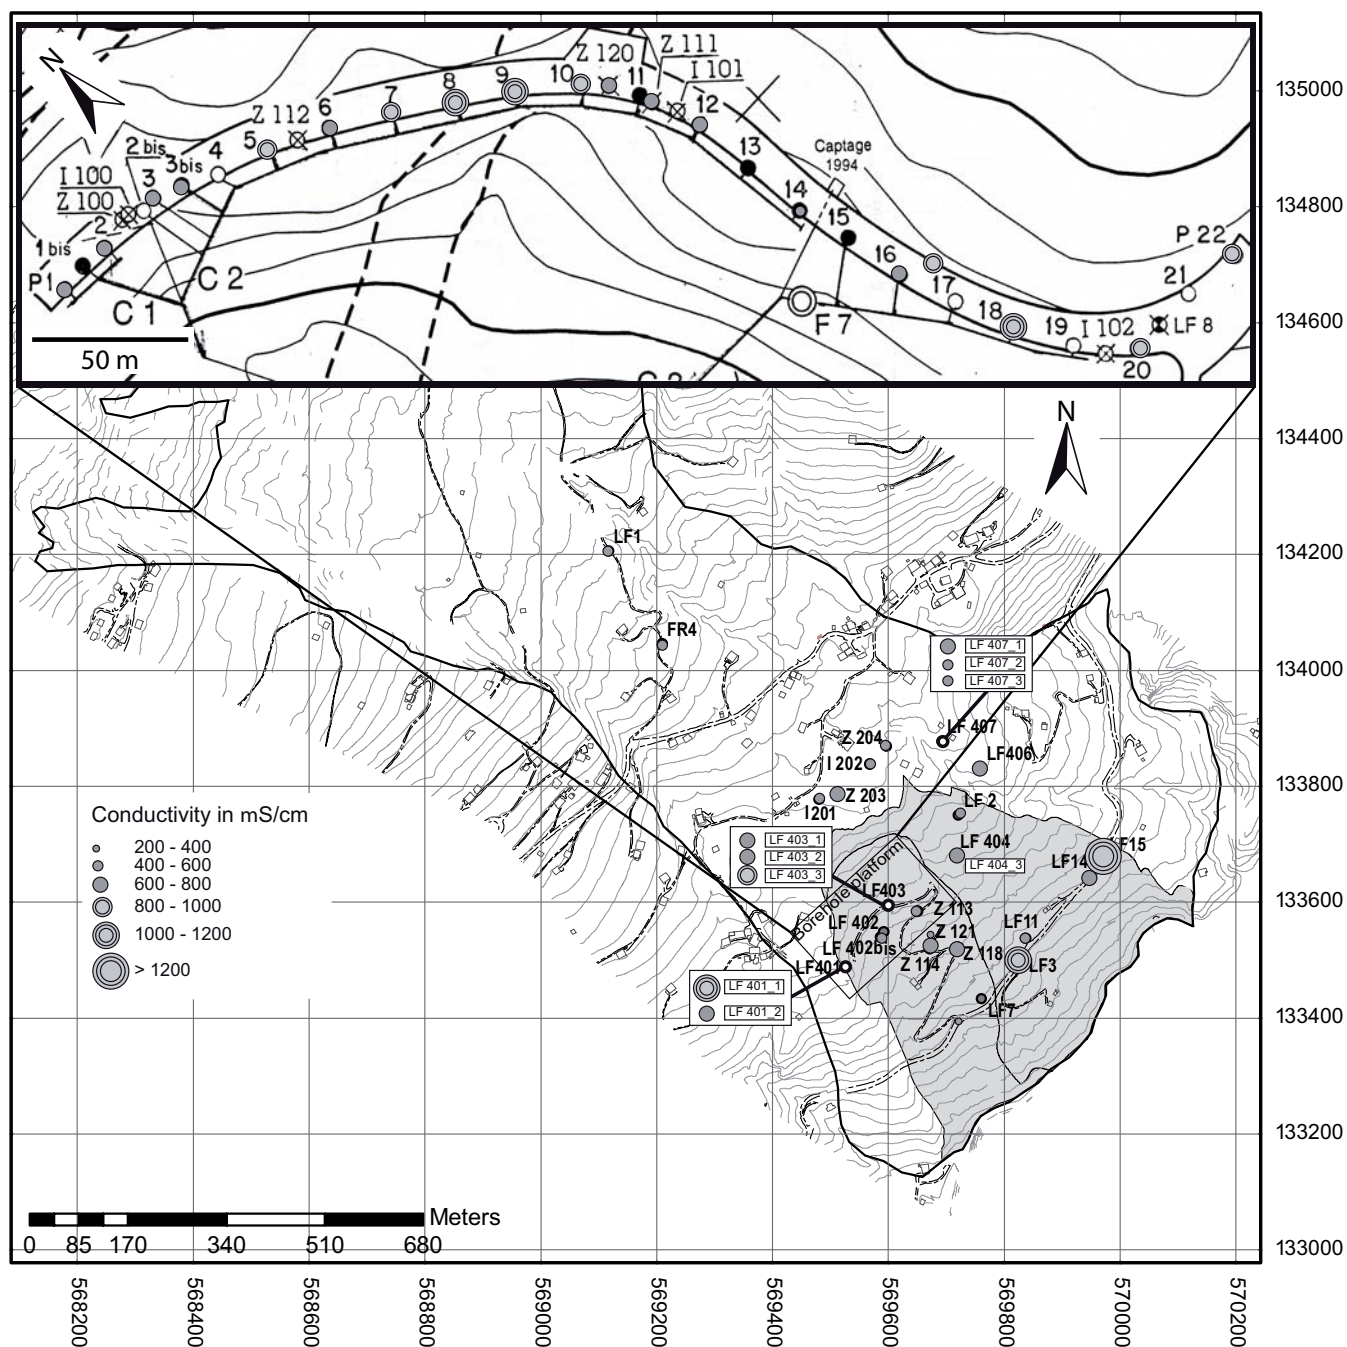 N
Z 120
Z 111
I 101
10
11
9
8
7
12
Z 112
6
5
13
Captage
1994
2 bis
3 bis
4
I 100
3
Z 100
14
15
2
1 bis
16
P 22
P1
C 2
17
21
C 1
F 7
18
19
I 102
LF 8
20
50 m
135000
134800
134600
134400
134200
134000
133800
133600
133400
133200
133000
N
LF1
FR4
LF 407_1
LF 407_2
LF 407_3
LF 407
Z 204
LF406
I 202
Z 203
I201
LF 2
LF 403_1
LF 403_2
LF 403_3
LF 404
LF 404_3
LF15
LF14
Borehole platform
LF403
Z 113
LF 402
LF11
Z 121
LF 402bis
Z 118
LF401
Z 114
LF3
LF 401_1
LF 401_2
LF7
Conductivity in mS/cm
200 - 400
400 - 600
600 - 800
800 - 1000
1000 - 1200
> 1200
Meters
0 85 170 340 510 680
568200 568400 568600 568800 569000 569200 569400 569600 569800 570000 570200